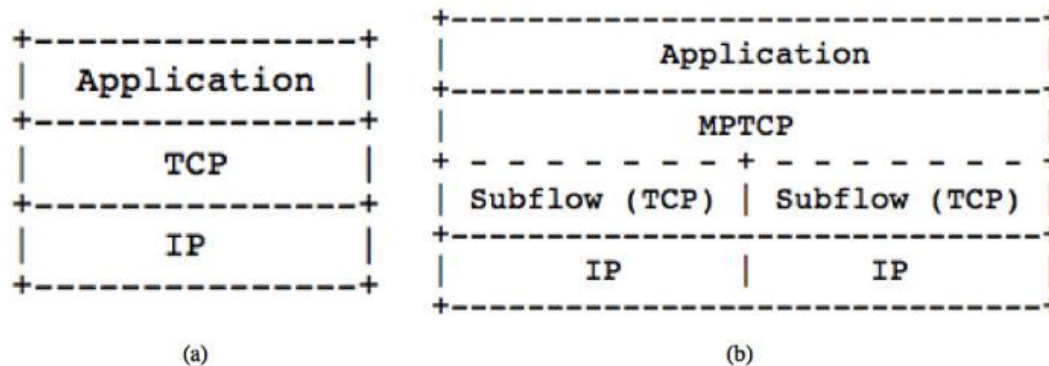 Application
TCP
IP
(a)
Application
MPTCP
Subflow (TCP) | Subflow (TCP)
IP | IP
(b)